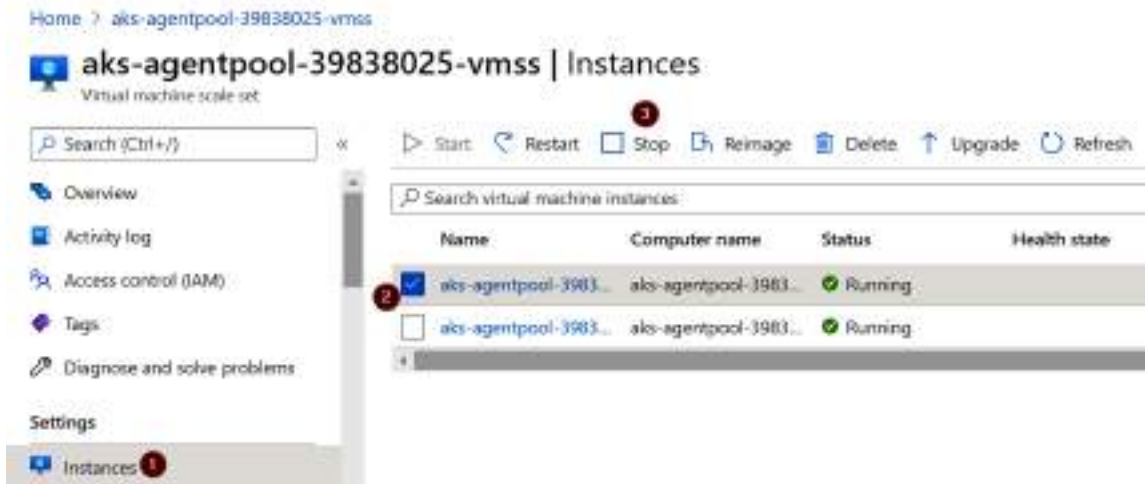 Home > aks-agentpool-39838025-vmss
aks-agentpool-39838025-vmss | Instances
Virtual machine scale set
Search (Ctrl+/)
«
Start Restart Stop Reimage Delete Upgrade Refresh
3
Overview
Activity log
Access control (IAM)
Tags
Diagnose and solve problems
Settings
Instances 1
Search virtual machine instances
Name Computer name Status Health state
2 aks-agentpool-3983... aks-agentpool-3983... Running
aks-agentpool-3983... aks-agentpool-3983... Running